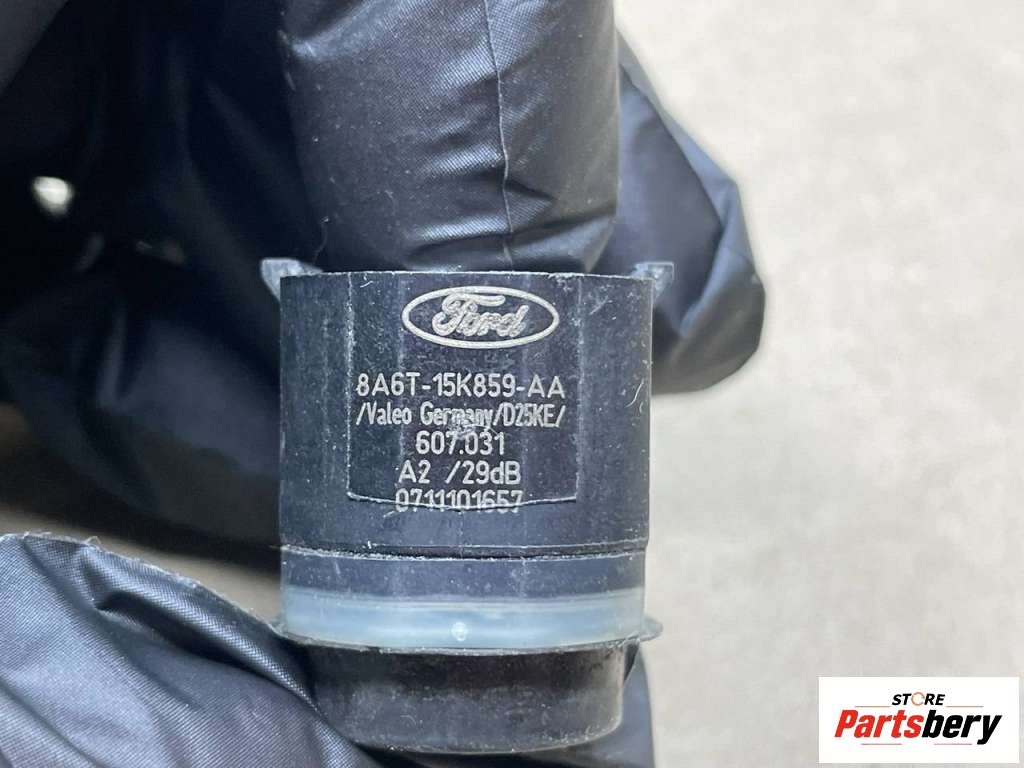 Ford
8A6T-15K859-AA
/Valeo Germany/D25KE/
607.031
A2 /29dB
0711101657
STORE
Partsbery